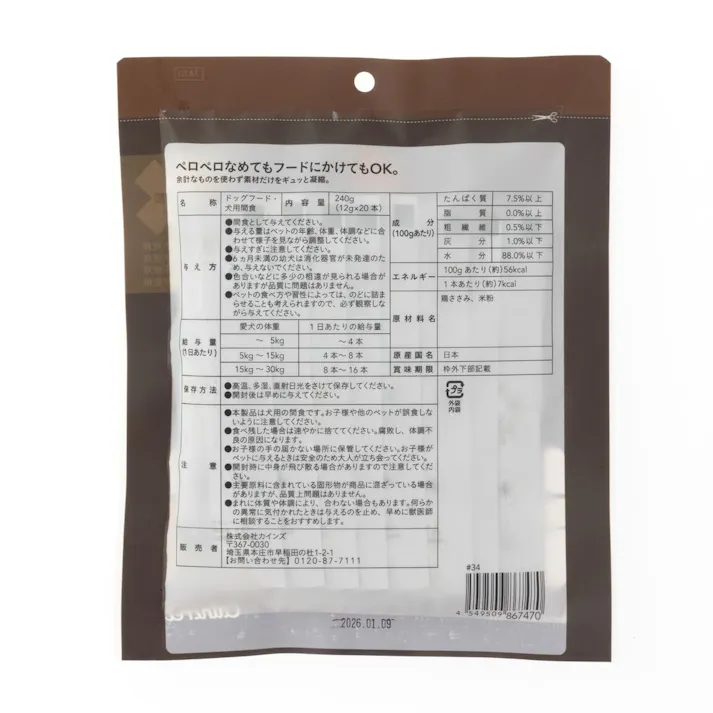 ペロペロなめてもフードにかけてもOK。
余計なものを使わず素材だけをギュッと凝縮。
名称 ドッグフード・犬用間食 内容量 240g (12g×20本)
与え方
●間食として与えてください。
●与える量はペットの年齢、体重、体調などに合
わせて様子を見ながら調整してください。
●与えすぎに注意してください。
●6ヵ月未満の幼犬は消化器官が未発達のた
め、与えないでください。
●色合いなどに多少の相違が見られる場合が
ありますが品質に問題はありません。
●ペットの食べ方や習性によっては、のどに詰ま
らせることも考えられますので、必ず観察しな
がら与えてください。
給与量(1日あたり)
愛犬の体重 1日あたりの給与量
～ 5kg ～4本
5kg～15kg 4本～8本
15kg～30kg 8本～16本
保存方法
●高温、多湿、直射日光をさけて保存してください。
●開封後は早めに与えてください。
注意
●本製品は犬用の間食です。お子様や他のペットが誤食しな
いように注意してください。
●食べ残した場合は速やかに捨ててください。腐敗し、体調不
良の原因になります。
●お子様の手の届かない場所に保管してください。お子様が
ペットに与えるときは安全のため大人が立ち会ってください。
●開封時に中身が飛び散る場合がありますので注意してくだ
さい。
●主要原料に含まれている固形物が商品に混ざっている場合
がありますが、品質上問題はありません。
●まれに体質や体調により、合わない場合もあります。何らか
の異常に気付かれたときは与えるのを止め、早めに獣医師
に相談することをおすすめします。
販売者
株式会社カインズ
〒367-0030
埼玉県本庄市早稲田の杜1-2-1
【お問い合わせ先】0120-87-7111
成分(100gあたり)
たんぱく質 7.5%以上
脂質 0.0%以上
粗繊維 0.5%以下
灰分 1.0%以下
水分 88.0%以下
エネルギー
100gあたり(約)56kcal
1本あたり(約)7kcal
原材料名 鶏ささみ、米粉
原産国名 日本
賞味期限 枠外下部記載
プラ
外袋
内袋
#34
4 549509 867470
2026.01.09